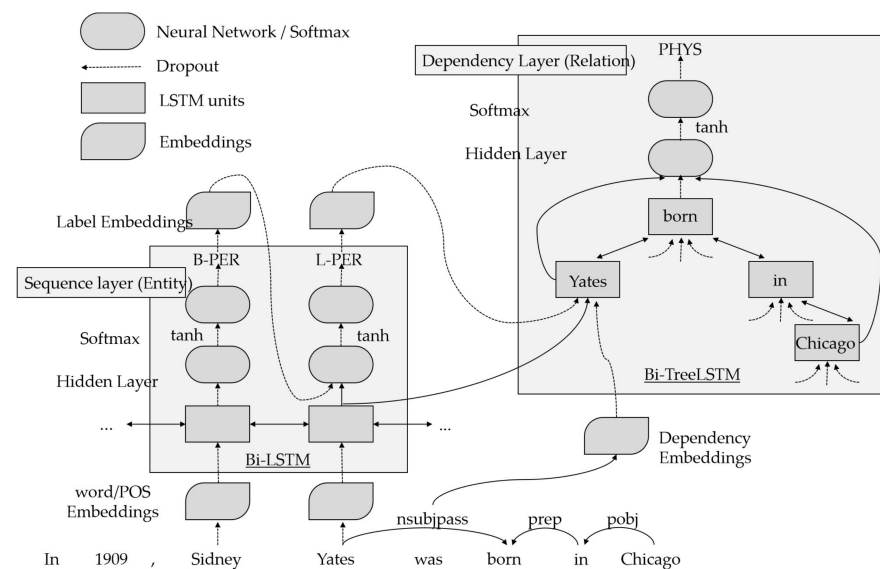 Neural Network / Softmax
Dropout
LSTM units
Embeddings
PHYS
Dependency Layer (Relation)
Softmax
tanh
Hidden Layer
born
Yates
in
Chicago
Bi-TreeLSTM
Label Embeddings
B-PER
L-PER
Sequence layer (Entity)
Softmax
tanh
tanh
Hidden Layer
...
...
Bi-LSTM
Dependency
Embeddings
word/POS
Embeddings
nsubjpass
prep
pobj
In 1909 , Sidney Yates was born in Chicago